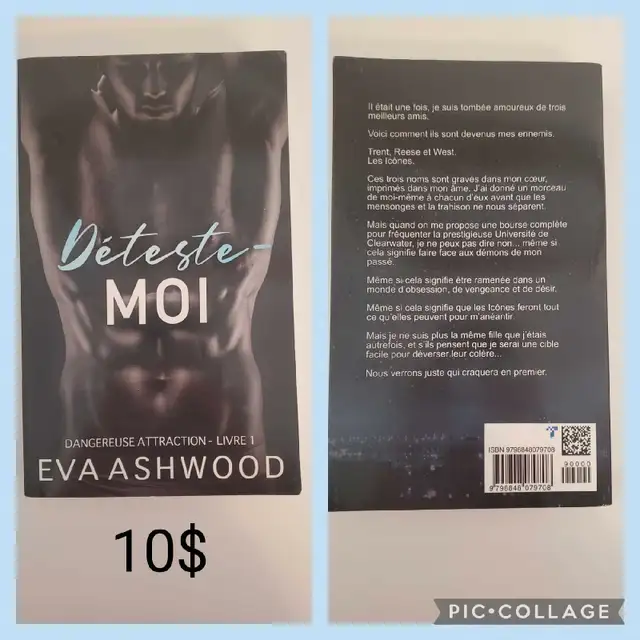 Déteste-
MOI
DANGEREUSE ATTRACTION - LIVRE 1
EVA ASHWOOD
10$
Il était une fois, je suis tombée amoureux de trois
meilleurs amis.
Voici comment ils sont devenus mes ennemis.
Trent, Reese et West.
Les Icônes.
Ces trois noms sont gravés dans mon cœur,
imprimés dans mon âme. J'ai donné un morceau
de moi-même à chacun d'eux avant que les
mensonges et la trahison ne nous séparent.
Mais quand on me propose une bourse complète
pour fréquenter la prestigieuse Université de
Clearwater, je ne peux pas dire non... même si
cela signifie faire face aux démons de mon
passé.
Même si cela signifie être ramenée dans un
monde d'obsession, de vengeance et de désir.
Même si cela signifie que les Icônes feront tout
ce qu'elles peuvent pour m'anéantir.
Mais je ne suis plus la même fille que j'étais
autrefois, et s'ils pensent que je serai une cible
facile pour déverser leur colère...
Nous verrons juste qui craquera en premier.
ISBN 9798848079708
90000
9 798848 079708
PIC•COLLAGE